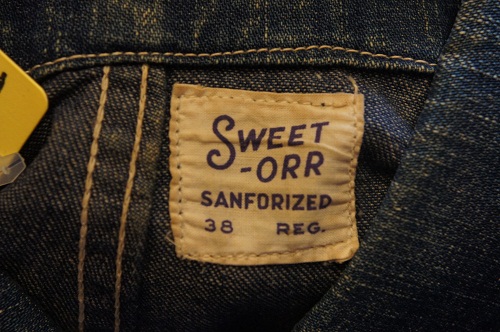 SWEET
-ORR
SANFORIZED
38 REG.